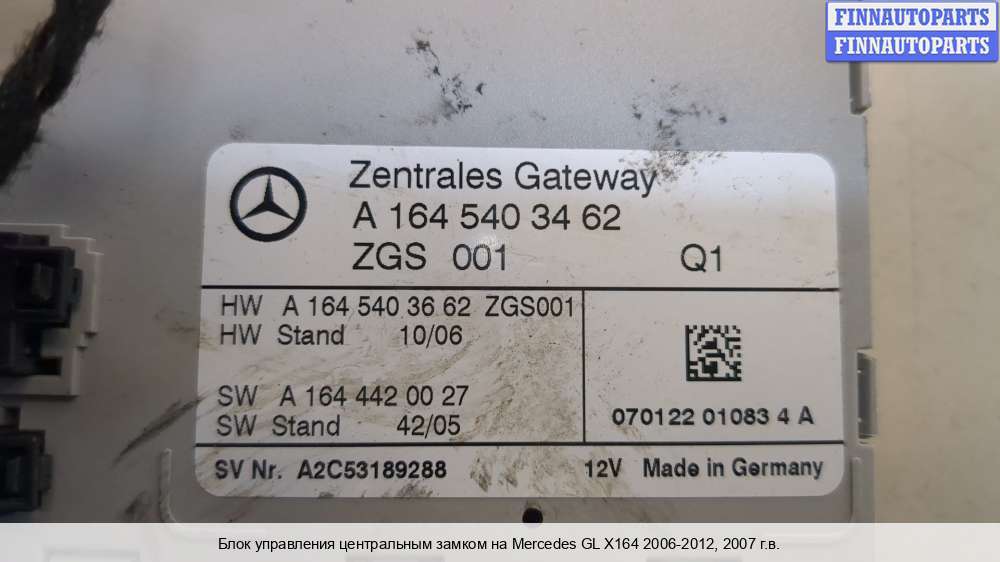 FINNAUTOPARTS
FINNAUTOPARTS
Zentrales Gateway
A 164 540 34 62
ZGS 001 Q1
HW A 164 540 36 62 ZGS001
HW Stand 10/06
SW A 164 442 00 27
SW Stand 42/05
070122 01083 4 A
SV Nr. A2C53189288 12V Made in Germany
Блок управления центральным замком на Mercedes GL X164 2006-2012, 2007 г.в.